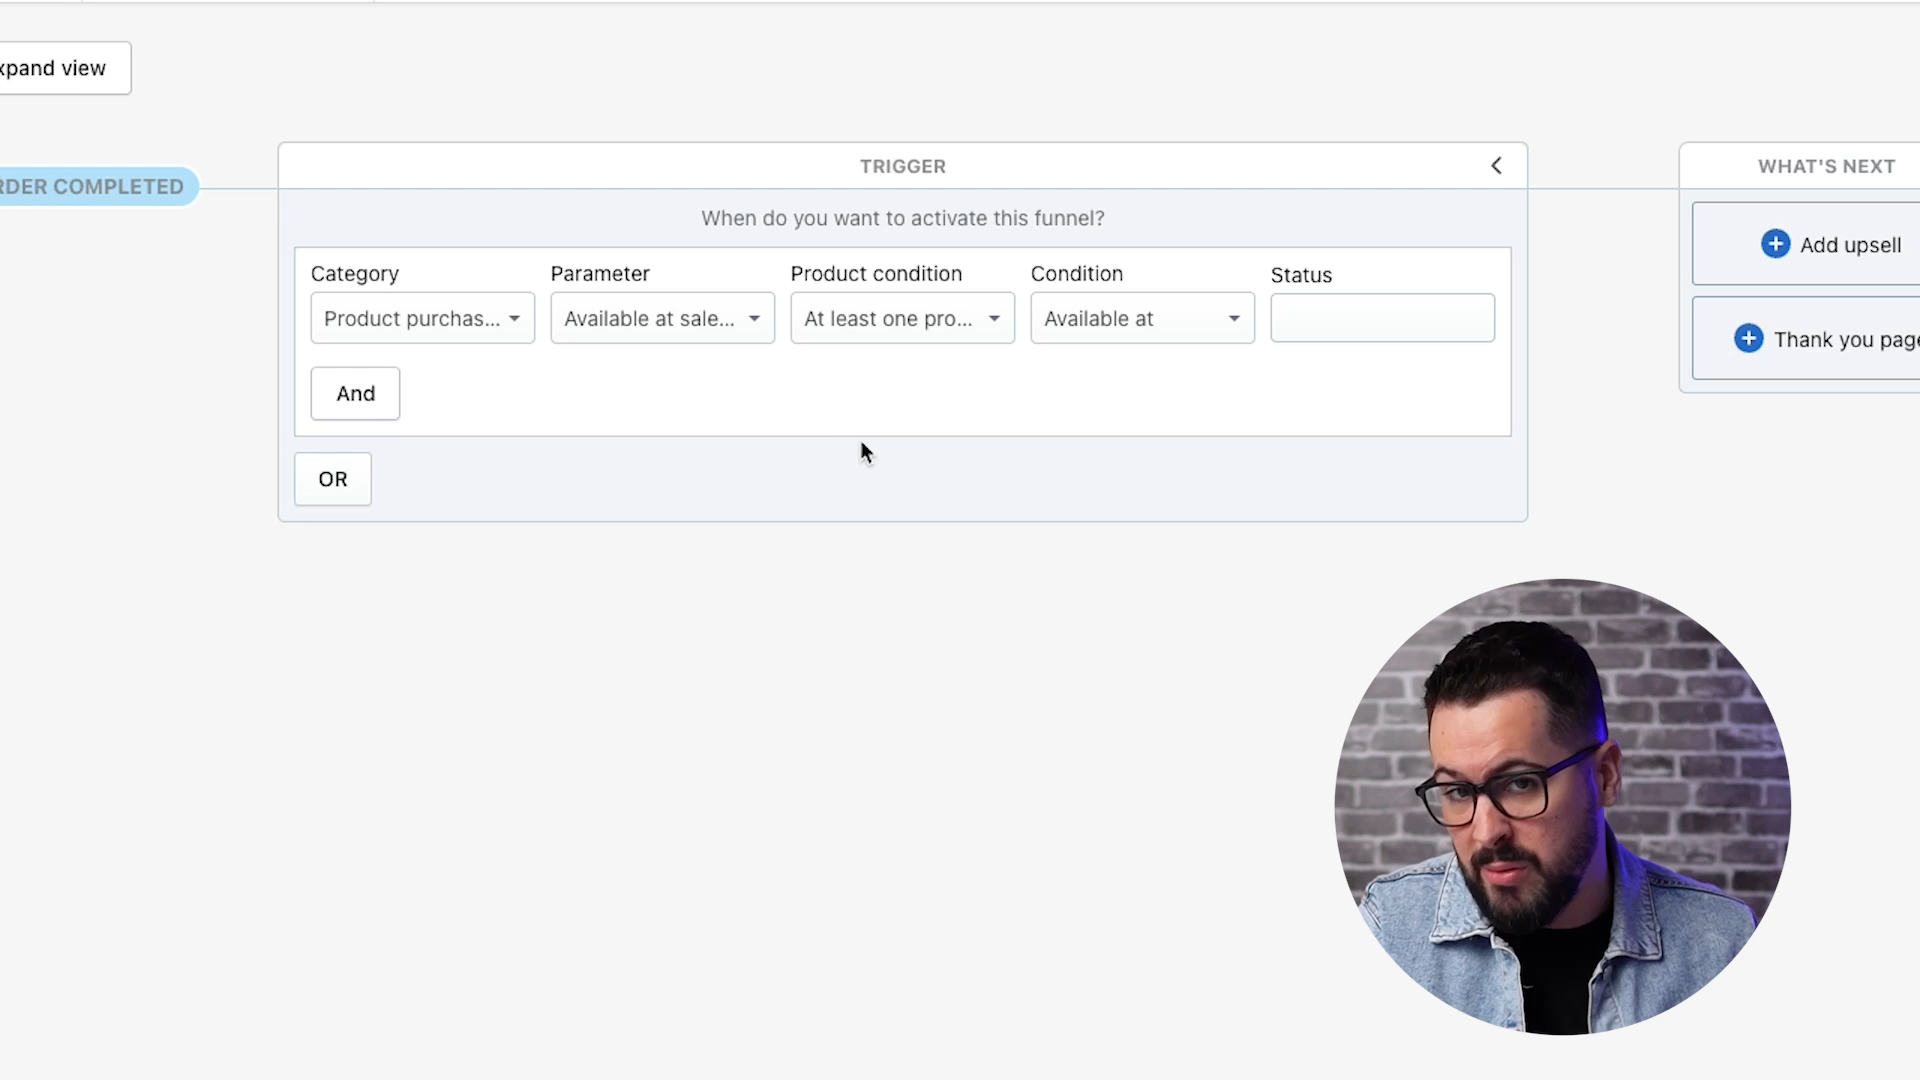 xpand view
RDER COMPLETED
TRIGGER
WHAT'S NEXT
When do you want to activate this funnel?
Category
Parameter
Product condition
Condition
Status
Product purchas...
Available at sale...
At least one pro...
Available at
And
OR
Add upsell
Thank you page